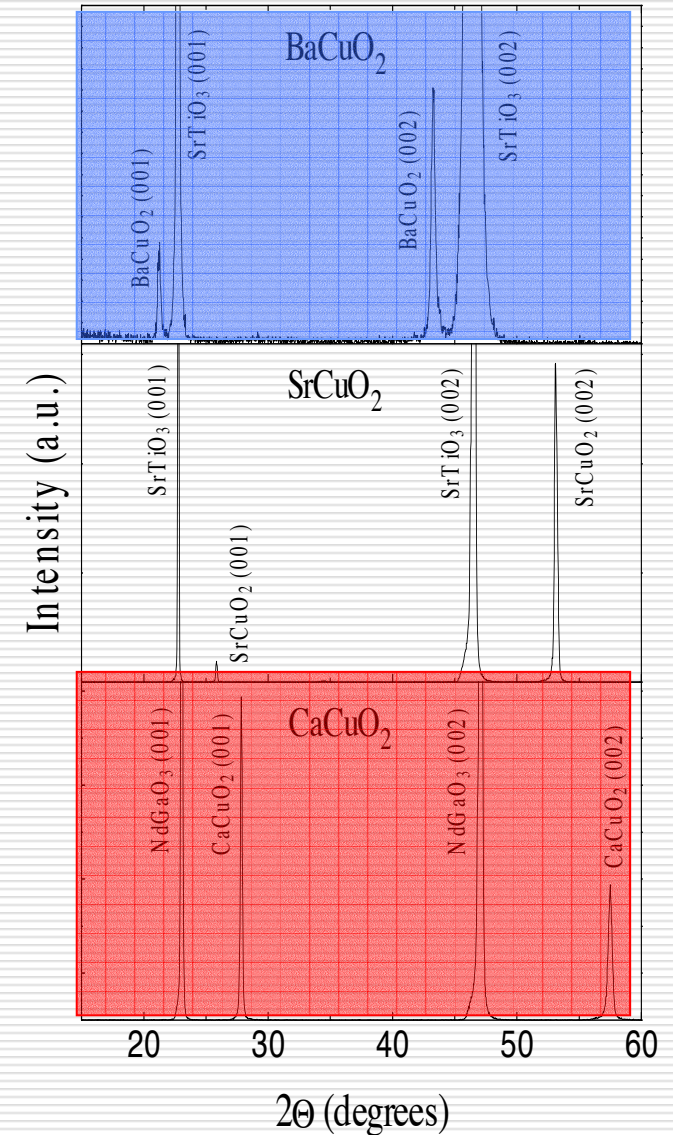 BaCuO₂
BaCuO₂ (001)
SrTiO₃ (001)
BaCuO₂ (002)
SrTiO₃ (002)
SrCuO₂
SrTiO₃ (001)
SrCuO₂ (001)
SrTiO₃ (002)
SrCuO₂ (002)
CaCuO₂
NdGaO₃ (001)
CaCuO₂ (001)
NdGaO₃ (002)
CaCuO₂ (002)
Intensity (a.u.)
20 30 40 50 60
2Θ (degrees)